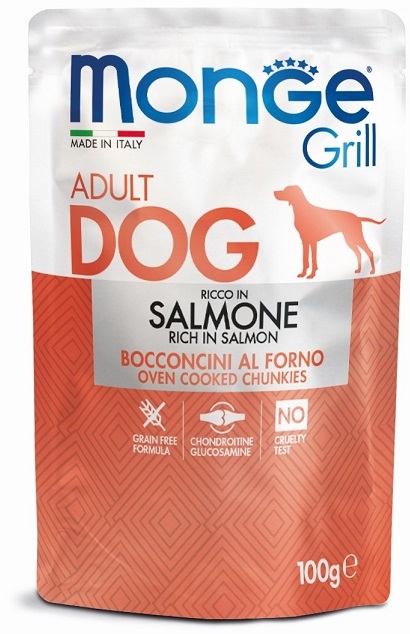 MONGE®
Grill
MADE IN ITALY
ADULT
DOG
RICCO IN
SALMONE
RICH IN SALMON
BOCCONCINI AL FORNO
OVEN COOKED CHUNKIES
GRAIN FREE
FORMULA
CHONDROITINE
GLUCOSAMINE
NO
CRUELTY
TEST
100g℮